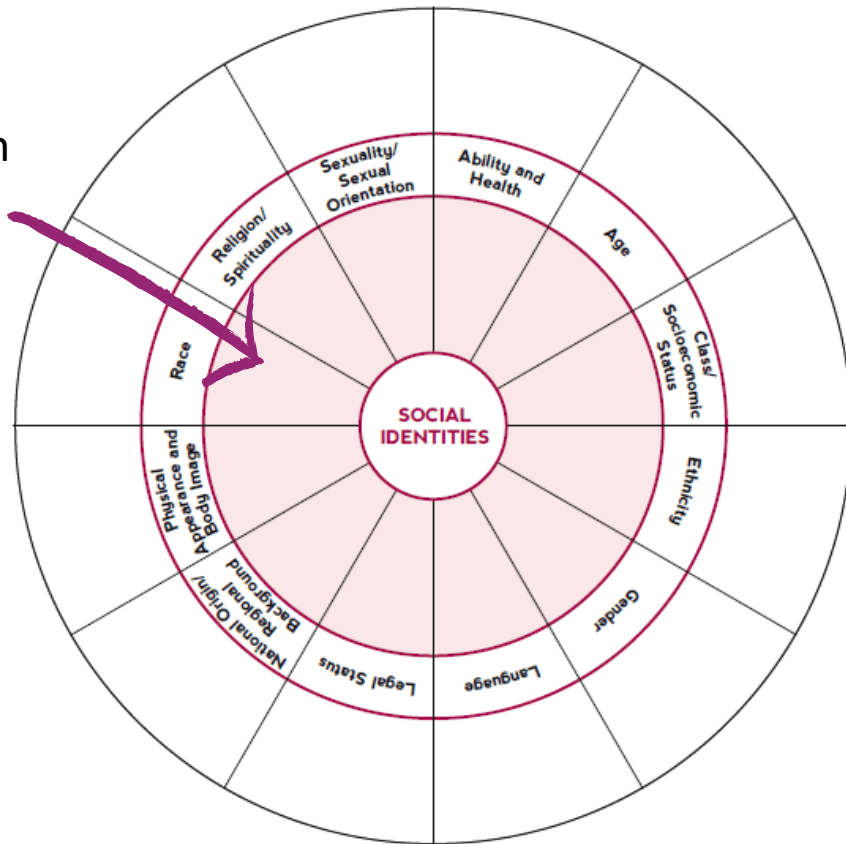 n
Sexuality/
Sexual
Orientation
Ability and
Health
Age
Class/
Socioeconomic
Status
Ethnicity
Gender
Language
Legal Status
National Origin/
Regional
Background
Physical
Appearance and
Body Image
Race
Religion/
Spirituality
SOCIAL
IDENTITIES